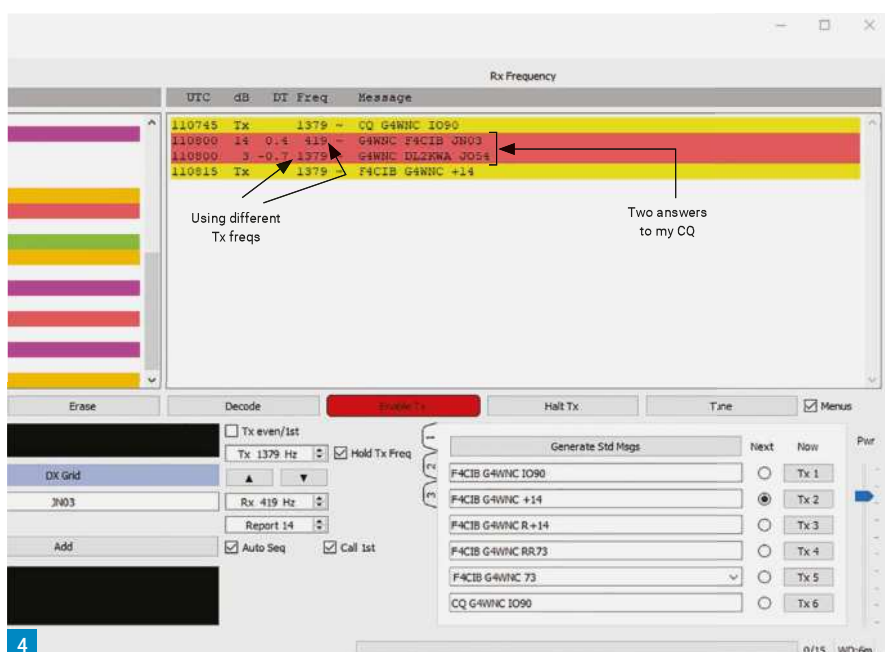 Rx Frequency
UTC dB DT Freq Message
110745 Tx 1379 ~ CQ G4WNC IO90
110800 14 0.4 419 ~ G4WNC F4CIB JN03
110800 3 -0.7 1379 ~ G4WNC DL2KWA JO54
110815 Tx 1379 ~ F4CIB G4WNC +14
Using different
Tx freqs
Two answers
to my CQ
Erase
Decode
Enable Tx
Halt Tx
Tune
Menus
DX Grid
JN03
Add
Tx even/1st
Tx 1379 Hz
Hold Tx Freq
▲ ▼
Rx 419 Hz
Report 14
Auto Seq
Call 1st
1
2
3
Generate Std Msgs
Next
Now
Pwr
F4CIB G4WNC IO90
Tx 1
F4CIB G4WNC +14
Tx 2
F4CIB G4WNC R+14
Tx 3
F4CIB G4WNC RR73
Tx 4
F4CIB G4WNC 73
Tx 5
CQ G4WNC IO90
Tx 6
0/15 WD:6m
4